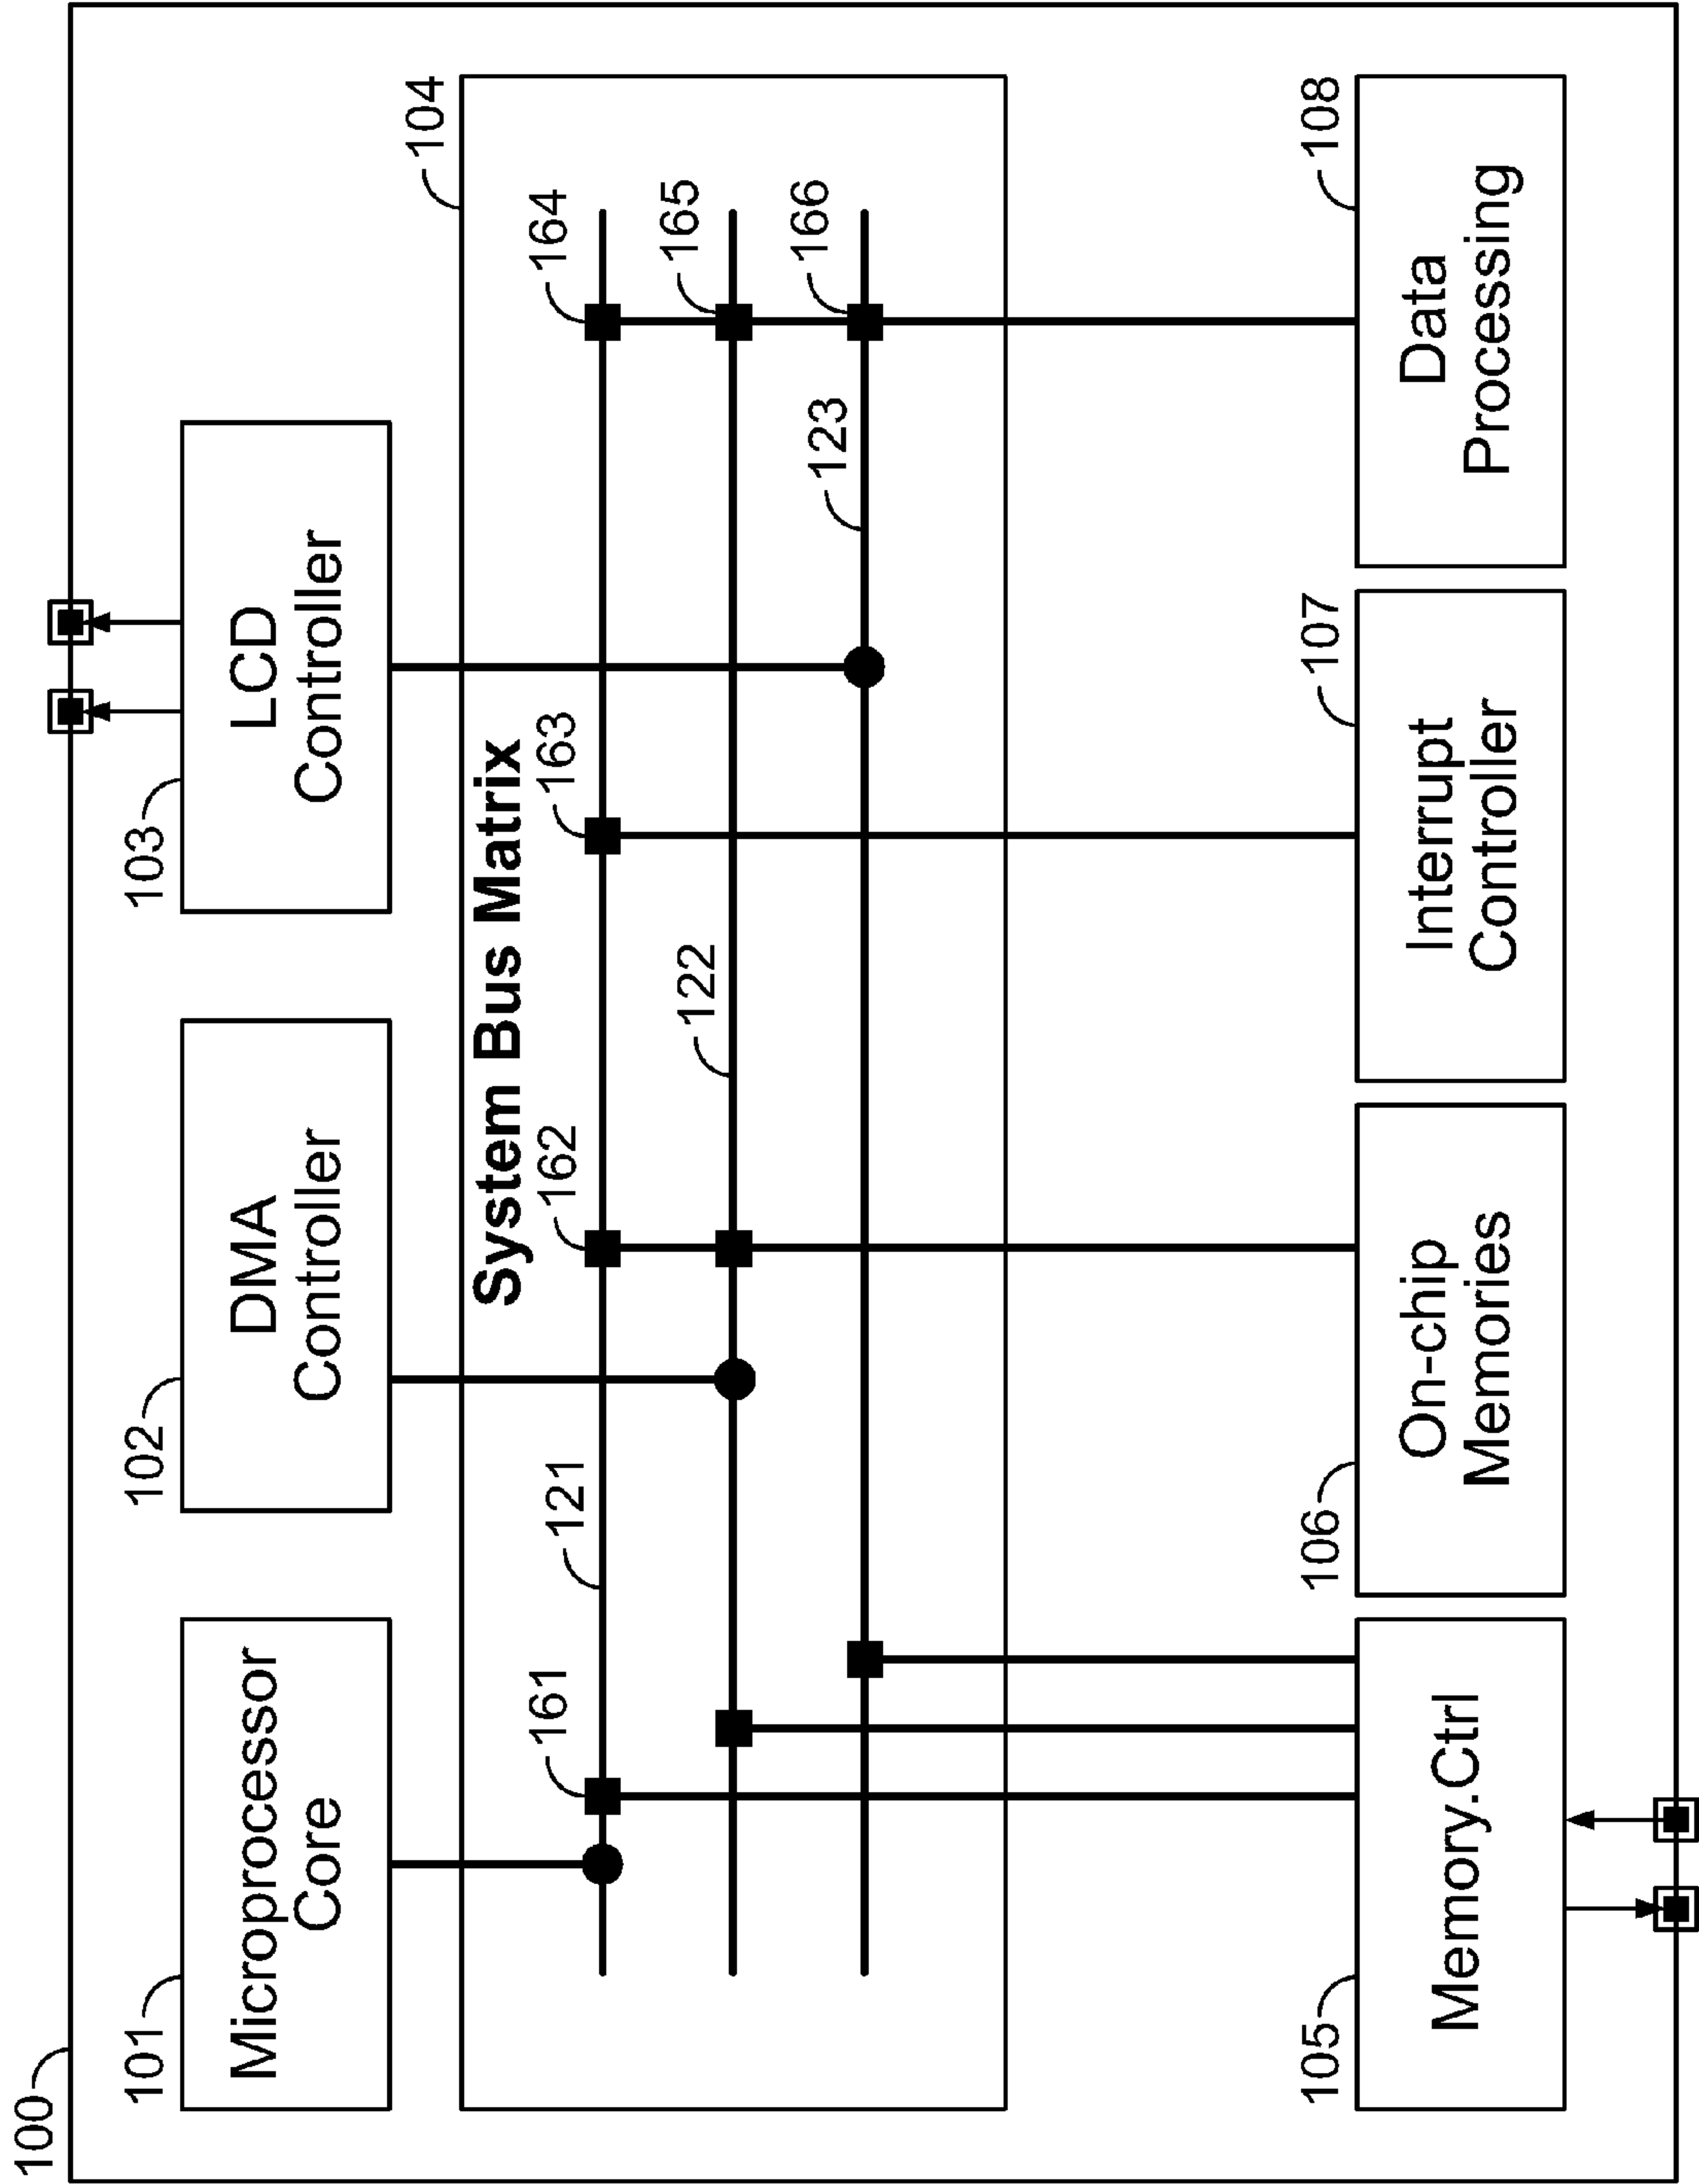 100
101
Microprocessor
Core
102
DMA
Controller
103
LCD
Controller
104
System Bus Matrix
121
122
123
161
162
163
164
165
166
105
Memory.Ctrl
106
On-chip
Memories
107
Interrupt
Controller
108
Data
Processing